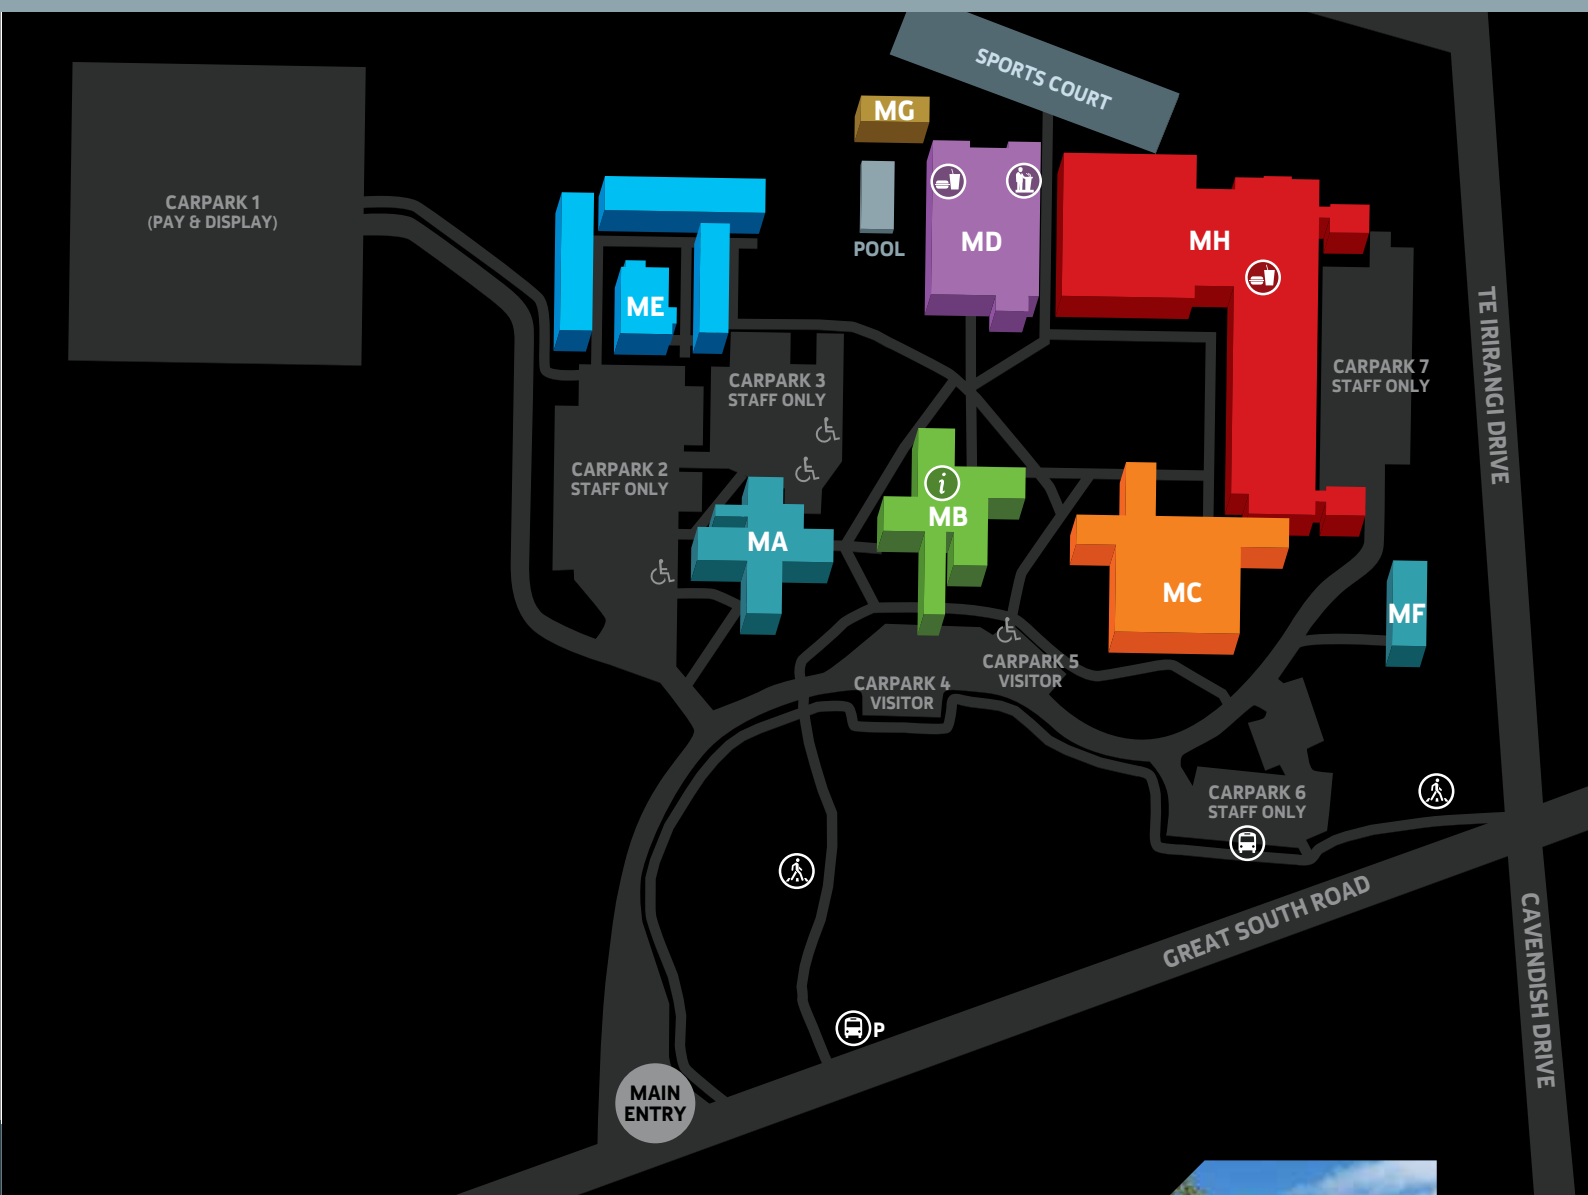 SPORTS COURT
MG
CARPARK 1
(PAY & DISPLAY)
POOL
MD
MH
ME
TE IRIRANGI DRIVE
CARPARK 3
STAFF ONLY
CARPARK 7
STAFF ONLY
CARPARK 2
STAFF ONLY
i
MB
MA
MC
MF
CARPARK 5
VISITOR
CARPARK 4
VISITOR
CARPARK 6
STAFF ONLY
GREAT SOUTH ROAD
CAVENDISH DRIVE
P
MAIN
ENTRY